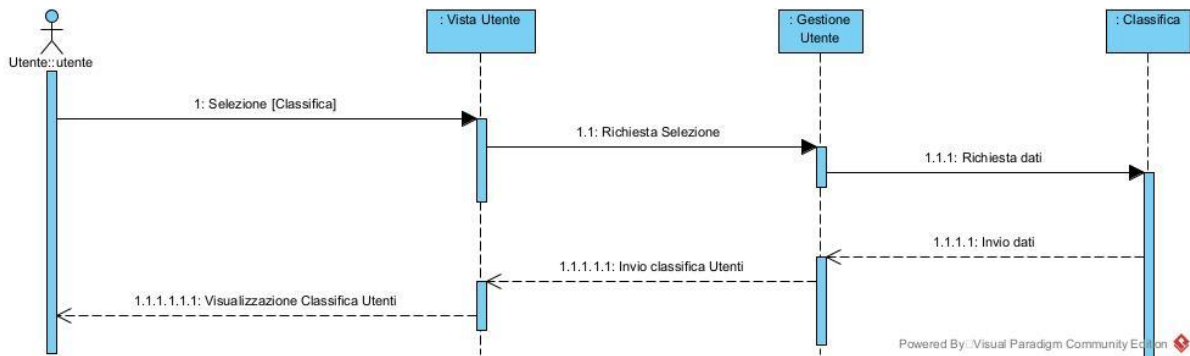 : Vista Utente
: Gestione
Utente
: Classifica
Utente::utente
1: Selezione [Classifica]
1.1: Richiesta Selezione
1.1.1: Richiesta dati
1.1.1.1: Invio dati
1.1.1.1.1: Invio classifica Utenti
1.1.1.1.1.1: Visualizzazione Classifica Utenti
Powered By Visual Paradigm Community Edition